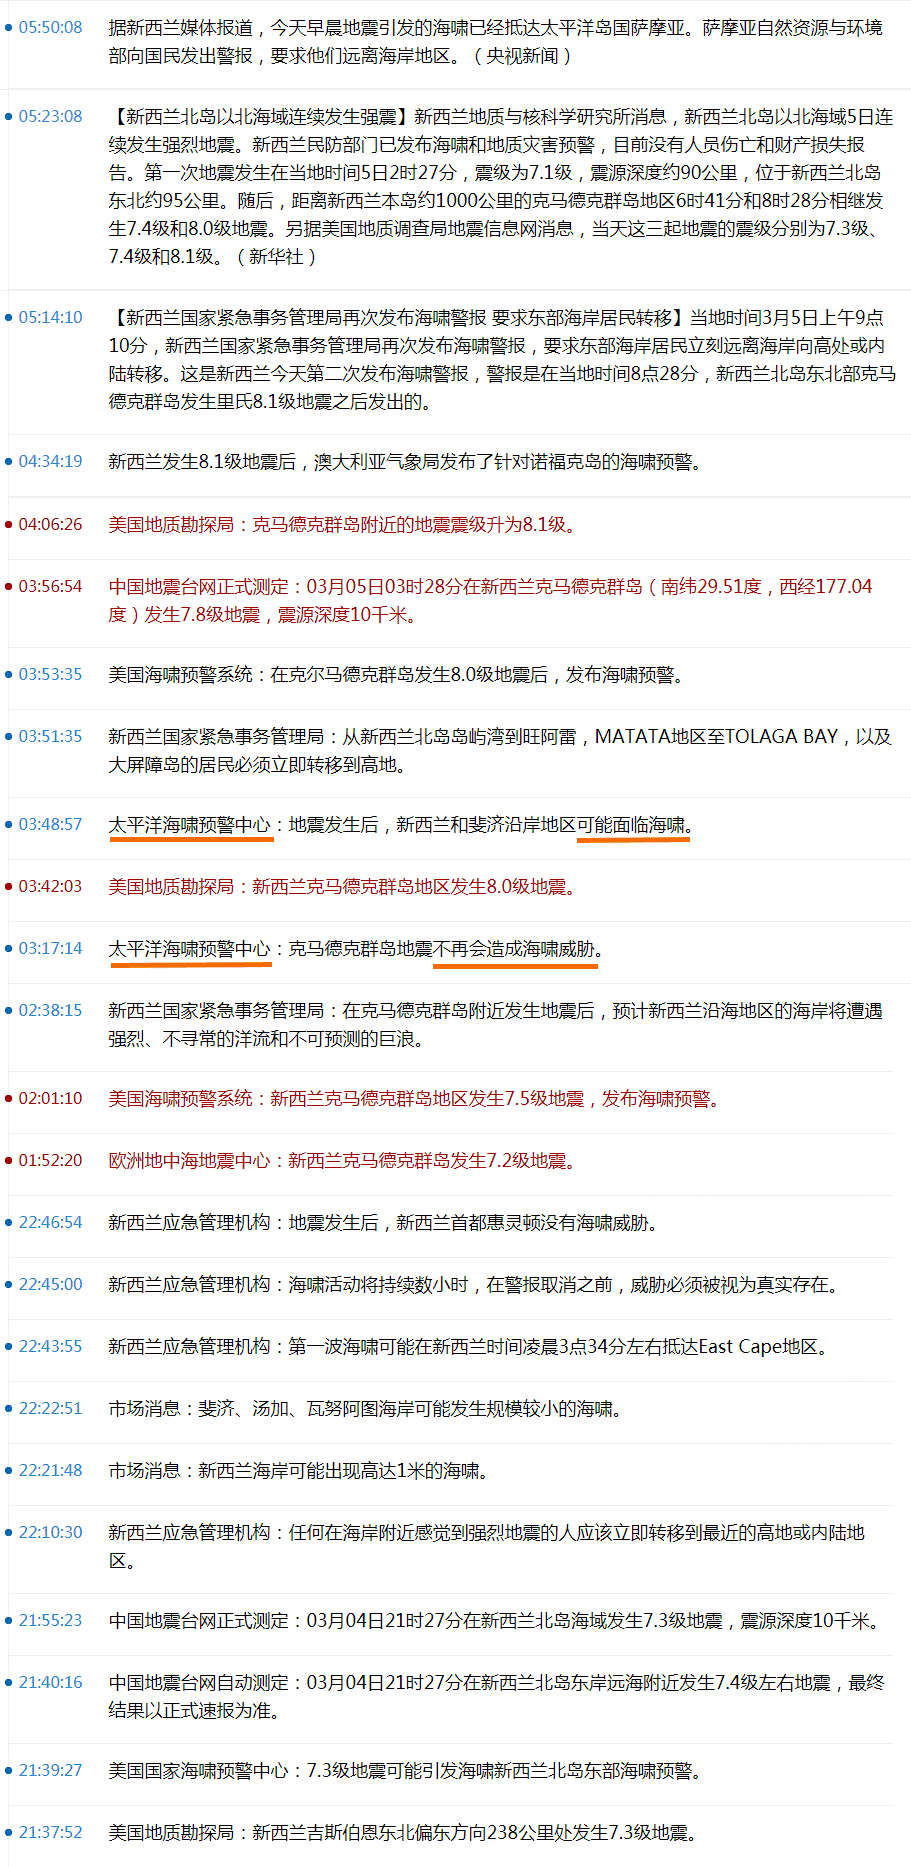 05:50:08 据新西兰媒体报道，今天早晨地震引发的海啸已经抵达太平洋岛国萨摩亚。萨摩亚自然资源与环境
部向国民发出警报，要求他们远离海岸地区。（央视新闻）
05:23:08 【新西兰北岛以北海域连续发生强震】新西兰地质与核科学研究所消息，新西兰北岛以北海域5日连
续发生强烈地震。新西兰民防部门已发布海啸和地质灾害预警，目前没有人员伤亡和财产损失报
告。第一次地震发生在当地时间5日2时27分，震级为7.1级，震源深度约90公里，位于新西兰北岛
东北约95公里。随后，距离新西兰本岛约1000公里的克马德克群岛地区6时41分和8时28分相继发
生7.4级和8.0级地震。另据美国地质调查局地震信息网消息，当天这三起地震的震级分别为7.3级、
7.4级和8.1级。（新华社）
05:14:10 【新西兰国家紧急事务管理局再次发布海啸警报 要求东部海岸居民转移】当地时间3月5日上午9点
10分，新西兰国家紧急事务管理局再次发布海啸警报，要求东部海岸居民立刻远离海岸向高处或内
陆转移。这是新西兰今天第二次发布海啸警报，警报是在当地时间8点28分，新西兰北岛东北部克马
德克群岛发生里氏8.1级地震之后发出的。
04:34:19 新西兰发生8.1级地震后，澳大利亚气象局发布了针对诺福克岛的海啸预警。
04:06:26 美国地质勘探局：克马德克群岛附近的地震震级升为8.1级。
03:56:54 中国地震台网正式测定：03月05日03时28分在新西兰克马德克群岛（南纬29.51度，西经177.04
度）发生7.8级地震，震源深度10千米。
03:53:35 美国海啸预警系统：在克尔马德克群岛发生8.0级地震后，发布海啸预警。
03:51:35 新西兰国家紧急事务管理局：从新西兰北岛岛屿湾到旺阿雷，MATATA地区至TOLAGA BAY，以及
大屏障岛的居民必须立即转移到高地。
03:48:57 太平洋海啸预警中心：地震发生后，新西兰和斐济沿岸地区可能面临海啸。
03:42:03 美国地质勘探局：新西兰克马德克群岛地区发生8.0级地震。
03:17:14 太平洋海啸预警中心：克马德克群岛地震不再会造成海啸威胁。
02:38:15 新西兰国家紧急事务管理局：在克马德克群岛附近发生地震后，预计新西兰沿海地区的海岸将遭遇
强烈、不寻常的洋流和不可预测的巨浪。
02:01:10 美国海啸预警系统：新西兰克马德克群岛地区发生7.5级地震，发布海啸预警。
01:52:20 欧洲地中海地震中心：新西兰克马德克群岛发生7.2级地震。
22:46:54 新西兰应急管理机构：地震发生后，新西兰首都惠灵顿没有海啸威胁。
22:45:00 新西兰应急管理机构：海啸活动将持续数小时，在警报取消之前，威胁必须被视为真实存在。
22:43:55 新西兰应急管理机构：第一波海啸可能在新西兰时间凌晨3点34分左右抵达East Cape地区。
22:22:51 市场消息：斐济、汤加、瓦努阿图海岸可能发生规模较小的海啸。
22:21:48 市场消息：新西兰海岸可能出现高达1米的海啸。
22:10:30 新西兰应急管理机构：任何在海岸附近感觉到强烈地震的人应该立即转移到最近的高地或内陆地
区。
21:55:23 中国地震台网正式测定：03月04日21时27分在新西兰北岛海域发生7.3级地震，震源深度10千米。
21:40:16 中国地震台网自动测定：03月04日21时27分在新西兰北岛东岸远海附近发生7.4级左右地震，最终
结果以正式速报为准。
21:39:27 美国国家海啸预警中心：7.3级地震可能引发海啸新西兰北岛东部海啸预警。
21:37:52 美国地质勘探局：新西兰吉斯伯恩东北偏东方向238公里处发生7.3级地震。